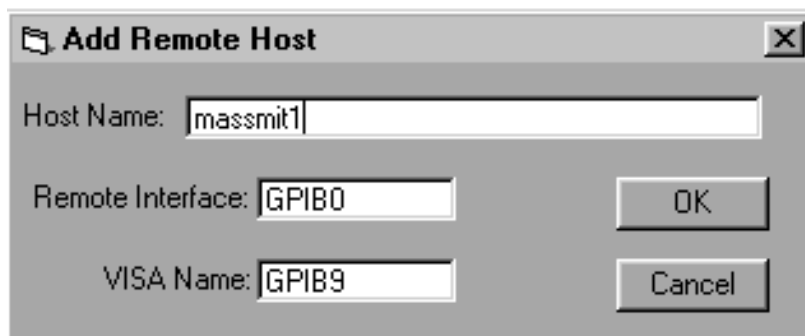 Add Remote Host
Host Name: massmit1
Remote Interface: GPIB0
OK
VISA Name: GPIB9
Cancel